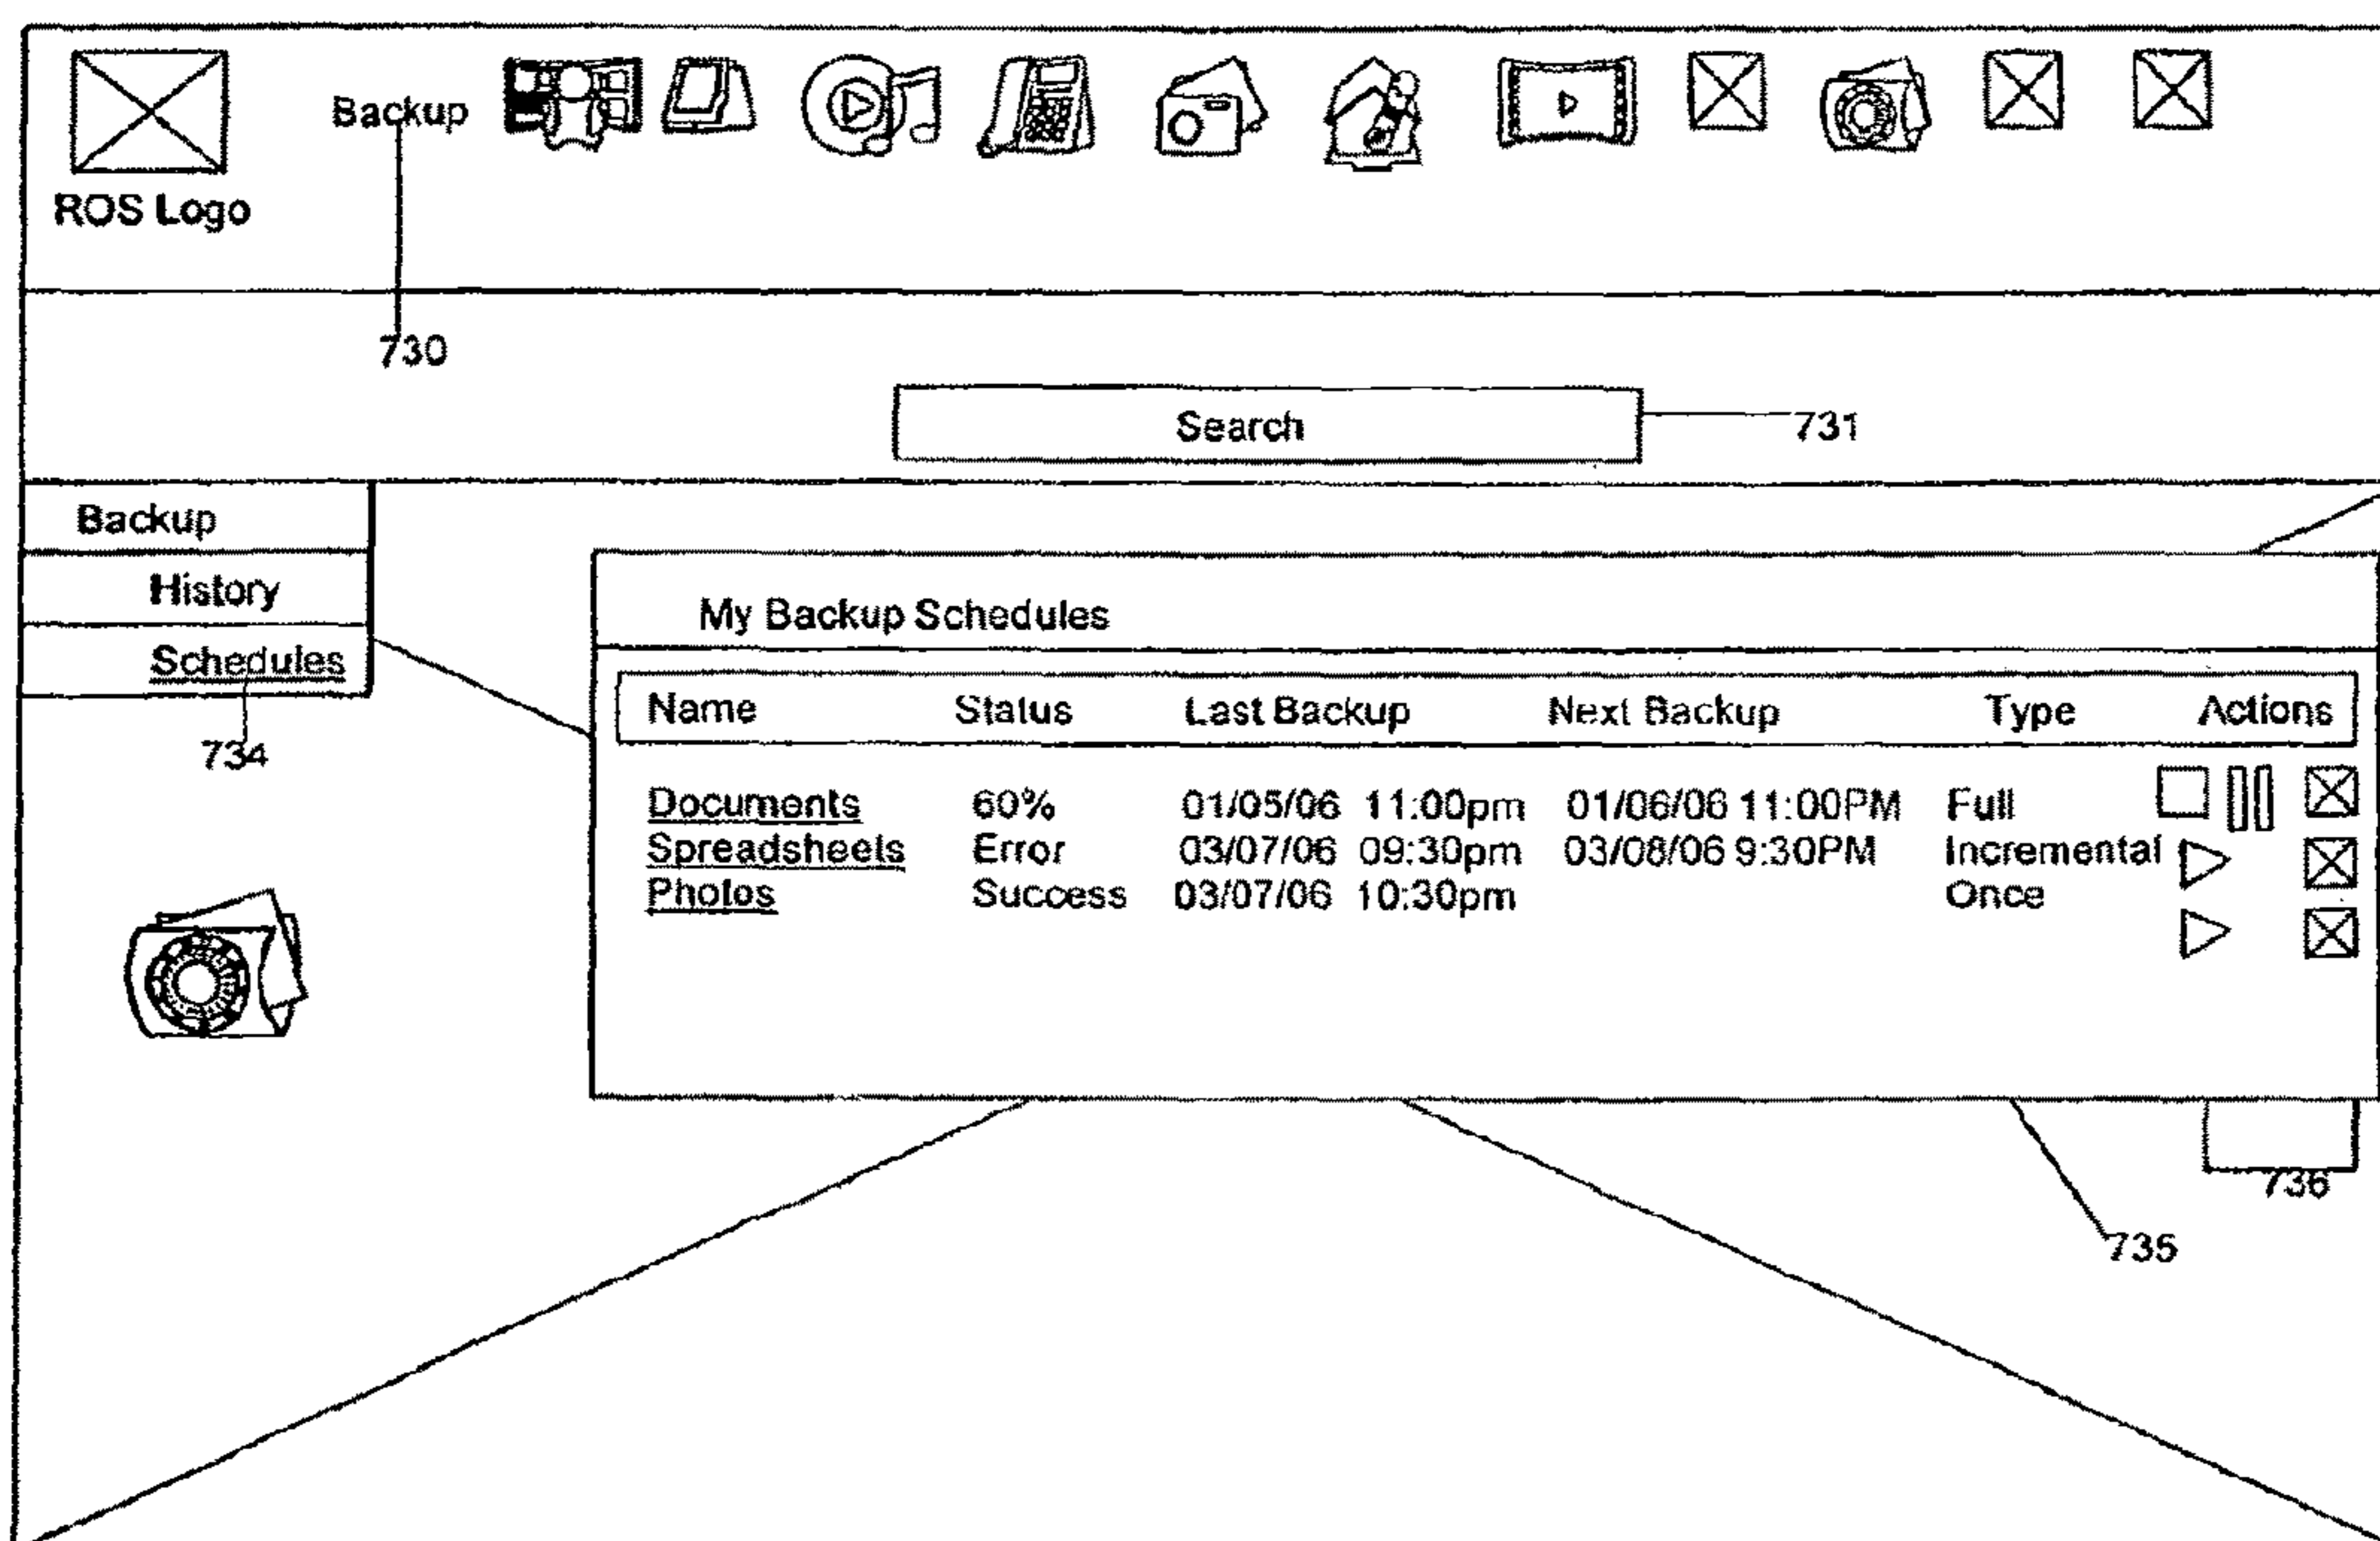 Backup
ROS Logo
730
Search 731
Backup
History
Schedules
734
My Backup Schedules
Name Status Last Backup Next Backup Type Actions
Documents 60% 01/05/06 11:00pm 01/06/06 11:00PM Full
Spreadsheets Error 03/07/06 09:30pm 03/08/06 9:30PM Incremental
Photos Success 03/07/06 10:30pm Once
736
735